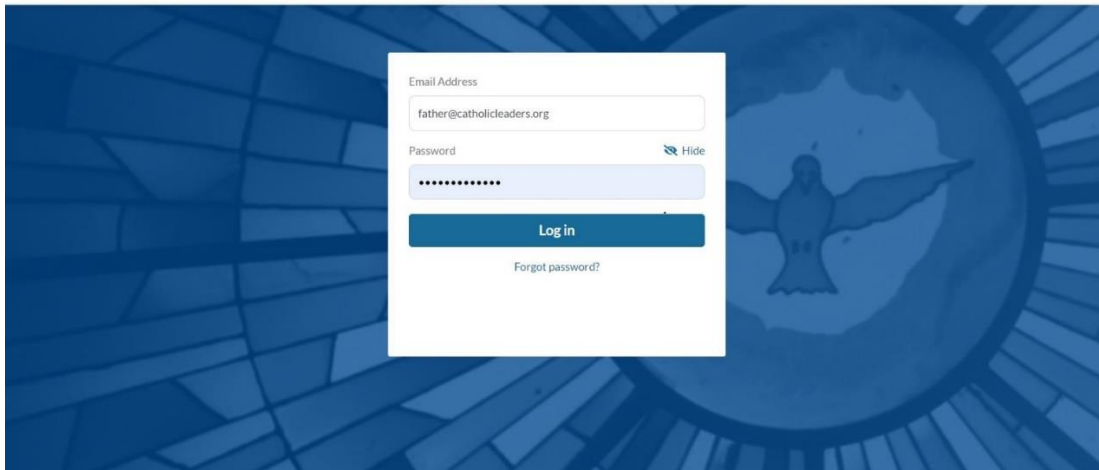 Email Address
father@catholicleaders.org
Password Hide
•••••••••••••
Log in
Forgot password?